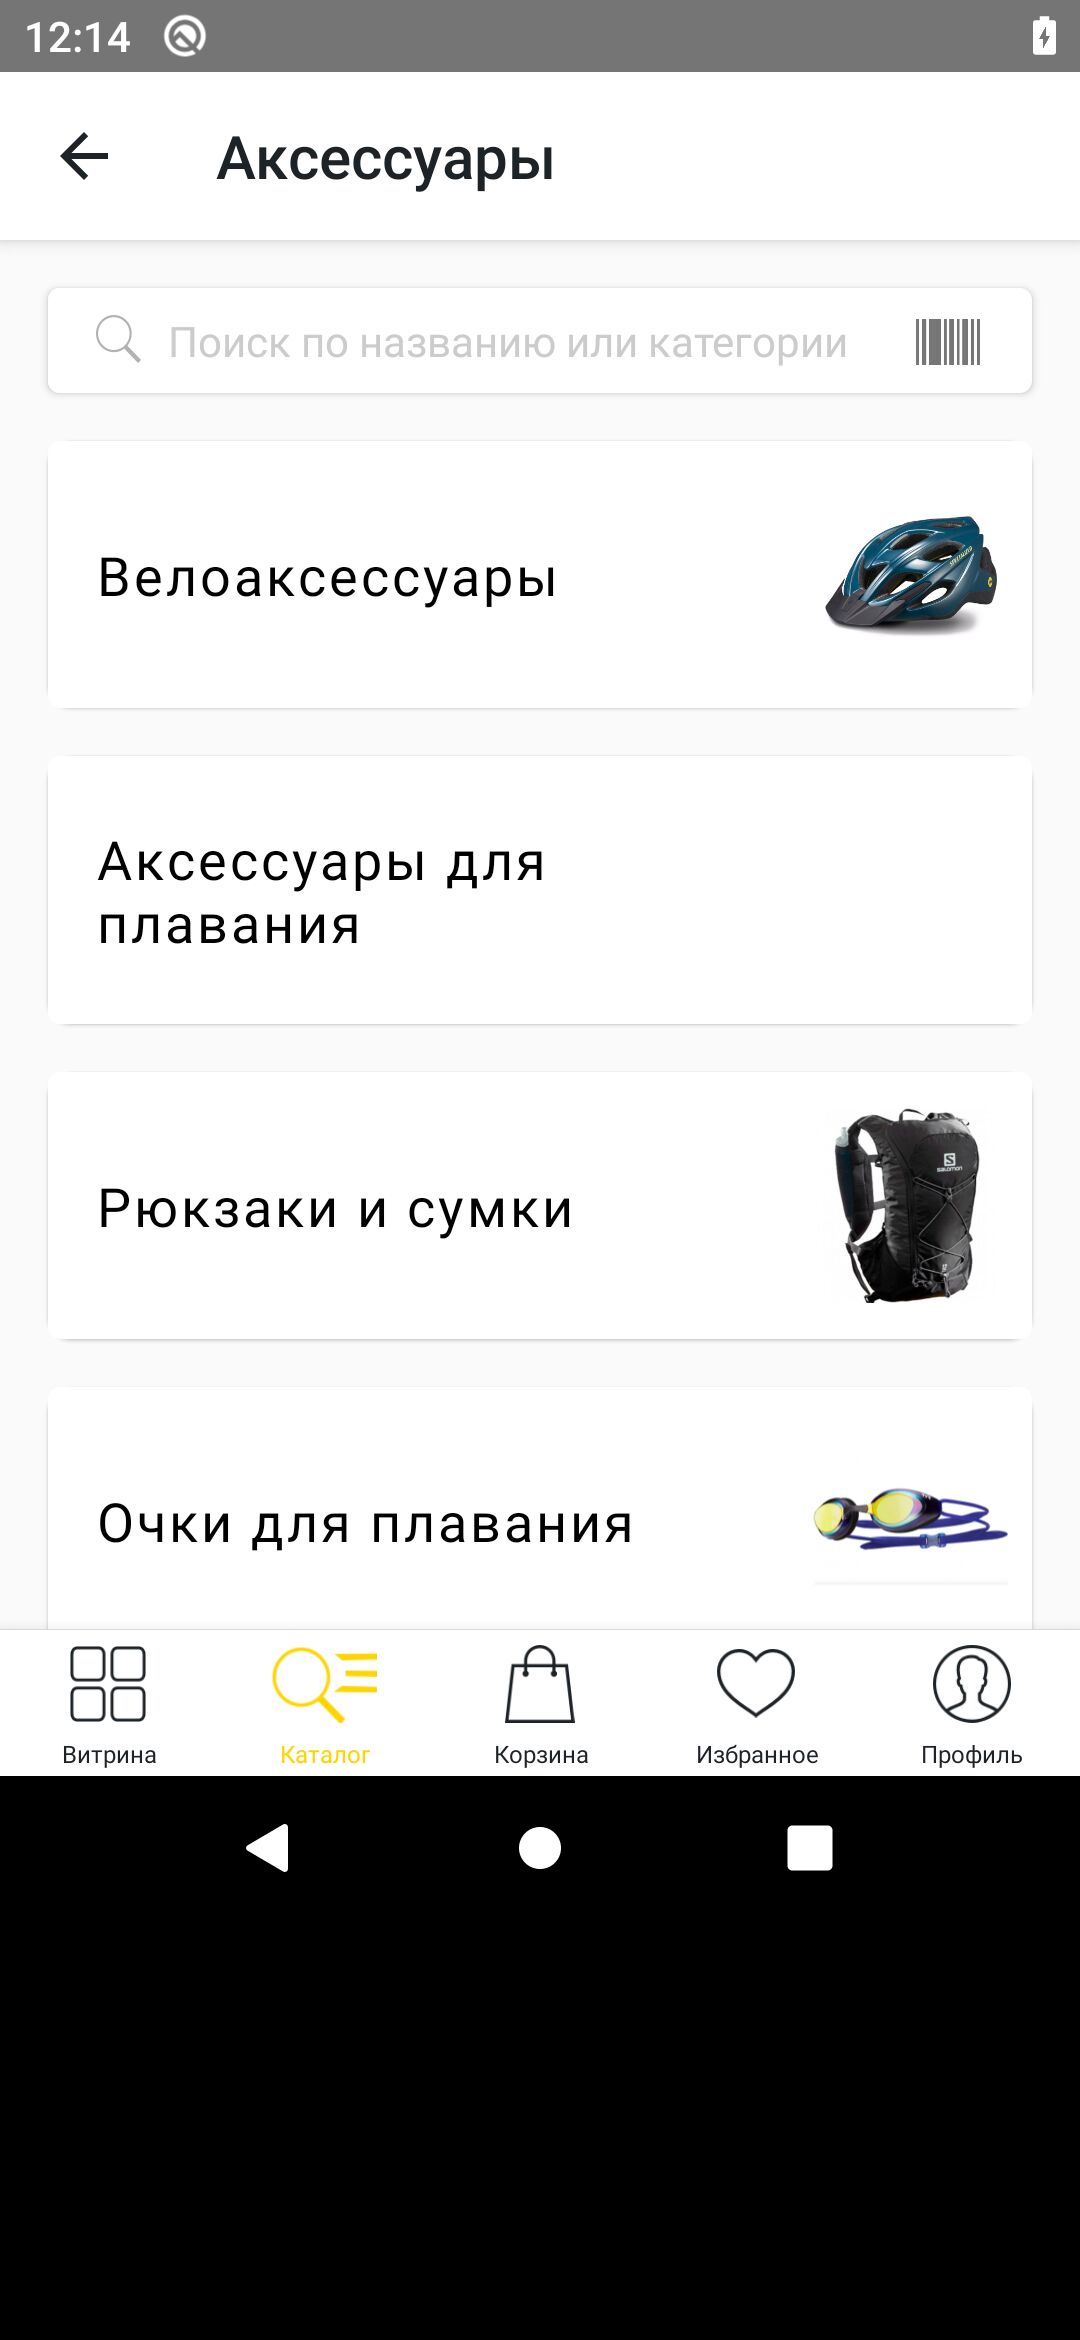 12:14
Аксессуары
Поиск по названию или категории
Велоаксессуары
Аксессуары для
плавания
Рюкзаки и сумки
salomon
Очки для плавания
Витрина
Каталог
Корзина
Избранное
Профиль